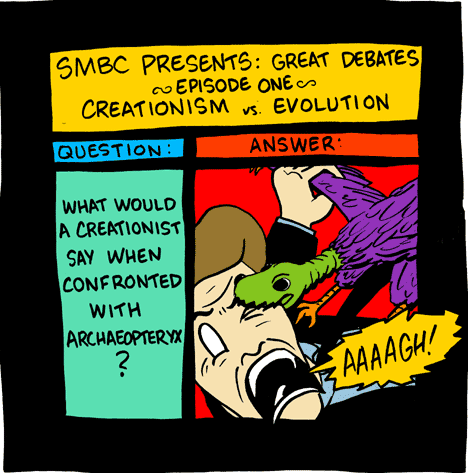 SMBC PRESENTS: GREAT DEBATES
~EPISODE ONE~
CREATIONISM vs. EVOLUTION
QUESTION:
WHAT WOULD
A CREATIONIST
SAY WHEN
CONFRONTED
WITH
ARCHAEOPTERYX
?
ANSWER:
AAAAGH!